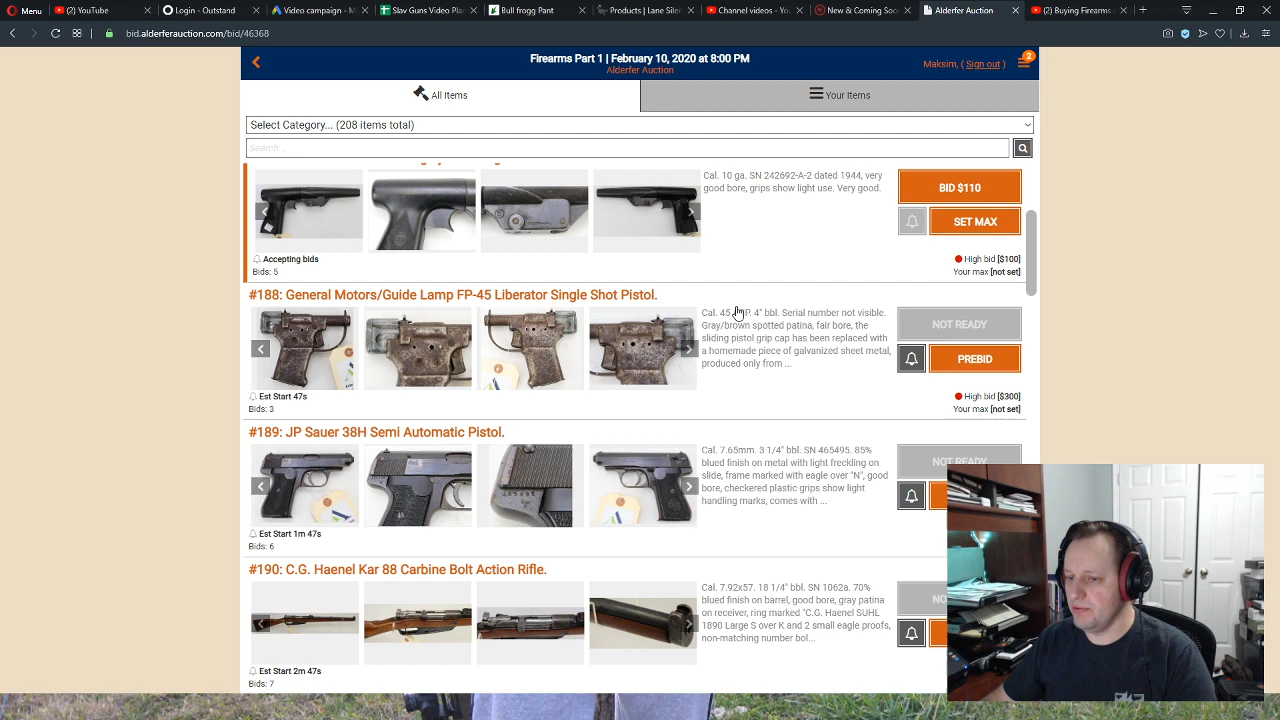 Menu
YouTube
Login - Outstand
Video campaign - M
Slav Guns Video Plan
Bull frogg Pant
Products | Lane Silen
Channel videos - Yo
New & Coming Soo
Alderfer Auction
(2) Buying Firearms
bid.alderferauction.com/bid/46368
Firearms Part 1 | February 10, 2020 at 8:00 PM
Alderfer Auction
Maksim, ( Sign out )
2
All Items
Your Items
Select Category... (208 items total)
Search...
Cal. 10 ga. SN 242692-A-2 dated 1944, very
good bore, grips show light use. Very good.
BID $110
SET MAX
Accepting bids
Bids: 5
High bid [$100]
Your max [not set]
#188: General Motors/Guide Lamp FP-45 Liberator Single Shot Pistol.
Cal. 45 P. 4" bbl. Serial number not visible.
Gray/brown spotted patina, fair bore, the
sliding pistol grip cap has been replaced with
a homemade piece of galvanized sheet metal,
produced only from ...
NOT READY
PREBID
Est Start 47s
Bids: 3
High bid [$300]
Your max [not set]
#189: JP Sauer 38H Semi Automatic Pistol.
Cal. 7.65mm. 3 1/4" bbl. SN 465495. 85%
blued finish on metal with light freckling on
slide, frame marked with eagle over "N", good
bore, checkered plastic grips show light
handling marks, comes with ...
NOT READY
Est Start 1m 47s
Bids: 6
#190: C.G. Haenel Kar 88 Carbine Bolt Action Rifle.
Cal. 7.92x57. 18 1/4" bbl. SN 1062a. 70%
blued finish on barrel, good bore, gray patina
on receiver, ring marked "C.G. Haenel SUHL
1890 Large S over K and 2 small eagle proofs,
non-matching number bol...
NO
Est Start 2m 47s
Bids: 7